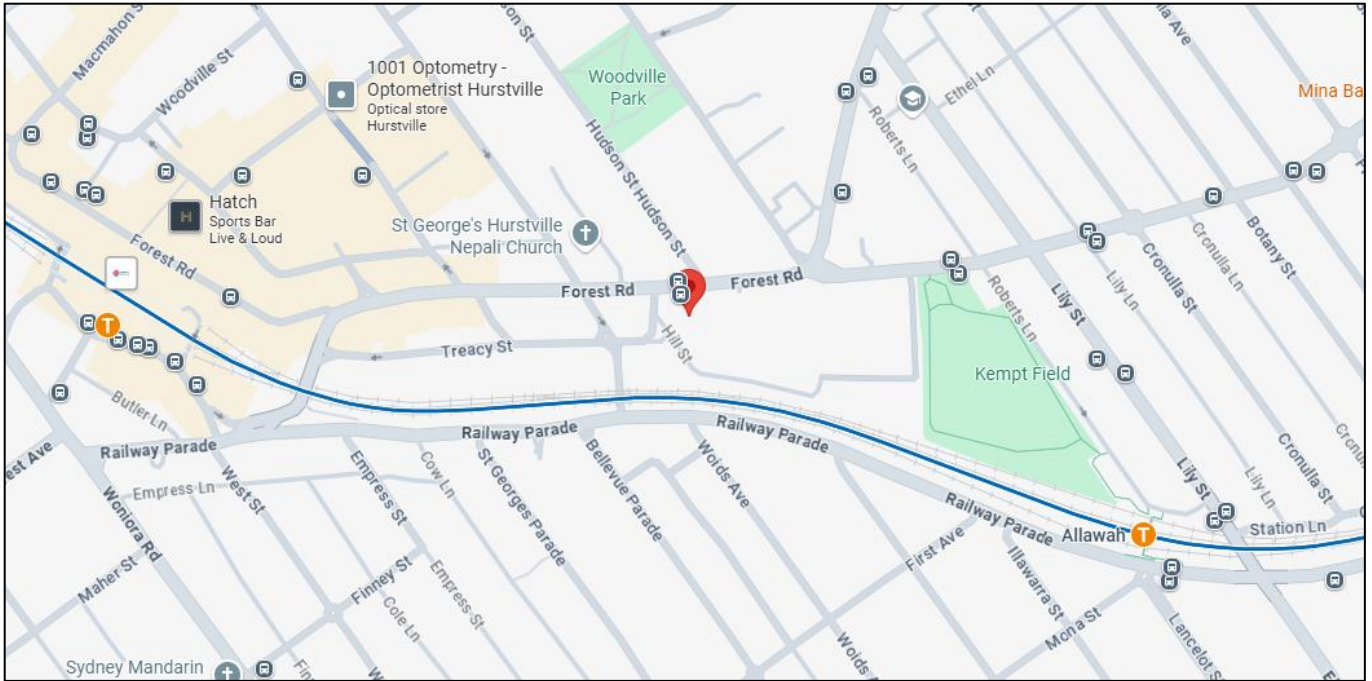 Macmahon St
Woodville St
1001 Optometry -
Optometrist Hurstville
Optical store
Hurstville
Woodville
Park
Hudson St
Hudson St
Ethel Ln
Roberts Ln
Mina Ba
Hatch
Sports Bar
Live & Loud
H
St George's Hurstville
Nepali Church
Forest Rd
Forest Rd
Forest Rd
Botany St
Cronulla Ln
Cronulla St
Lily Ln
Lily St
Roberts Ln
Treacy St
Hill St
Kempt Field
T
Butler Ln
Railway Parade
Railway Parade
Railway Parade
Railway Parade
Empress Ln
West St
Empress St
Cow Ln
St Georges Parade
Bellevue Parade
Woids Ave
Woniora Rd
Cronulla St
Lily Ln
Lily St
Station Ln
Allawah
T
First Ave
Illawarra St
Mona St
Lancelot S
Maher St
Finney St
Cole Ln
Empress St
Sydney Mandarin